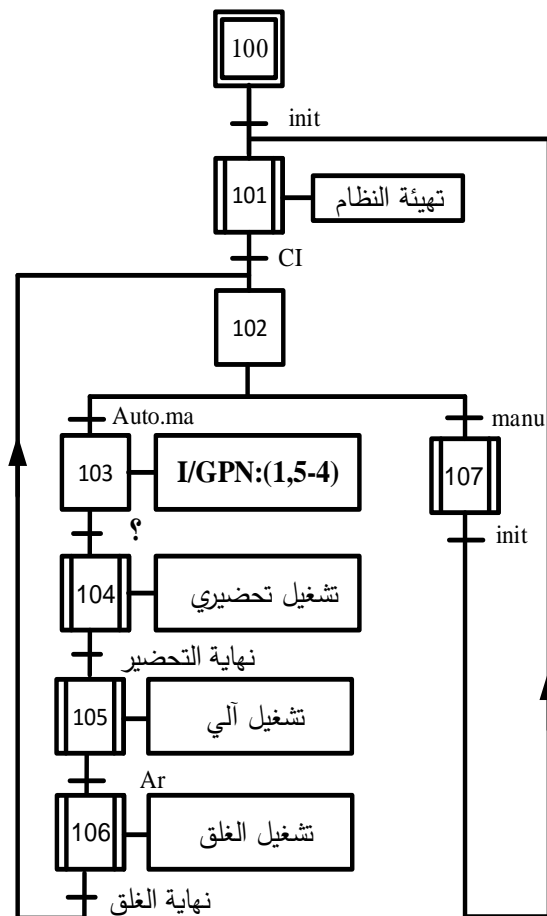 100
init
101
تهيئة النظام
CI
102
Auto.ma
manu
103
I/GPN:(1,5-4)
107
؟
init
104
تشغيل تحضيري
نهاية التحضير
105
تشغيل آلي
Ar
106
تشغيل الغلق
نهاية الغلق